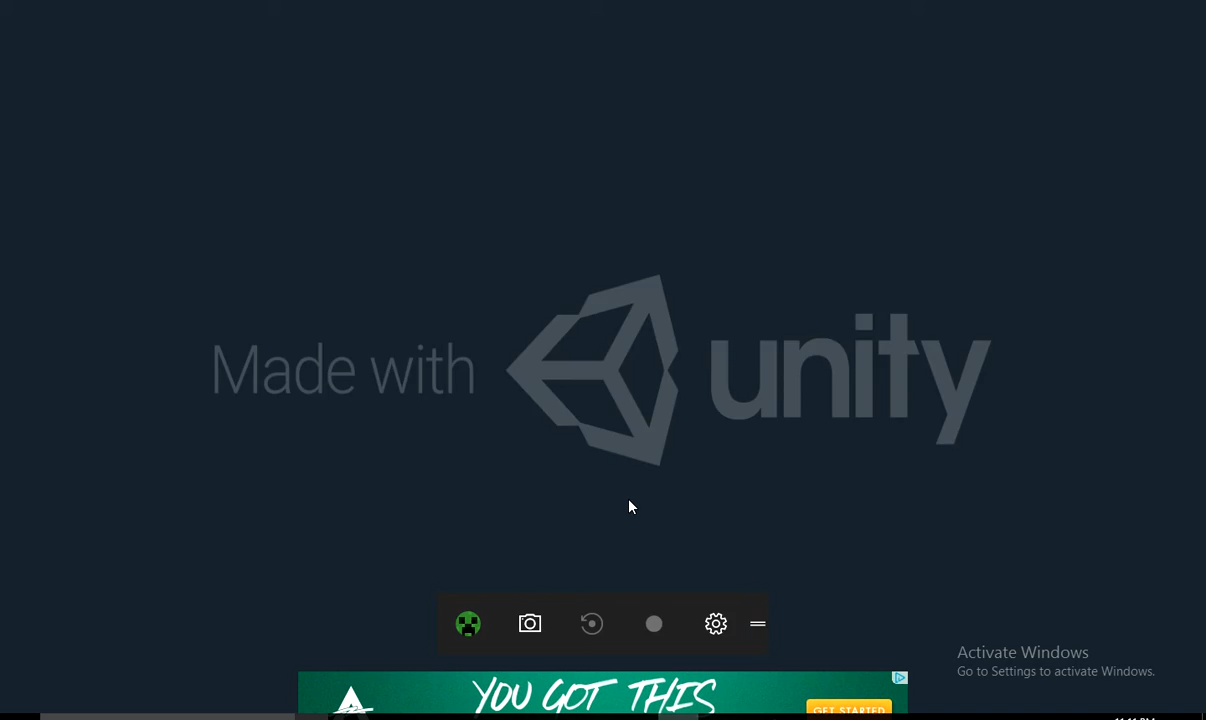 Made with unity
Activate Windows
Go to Settings to activate Windows.
YOU GOT THIS
GET STARTED